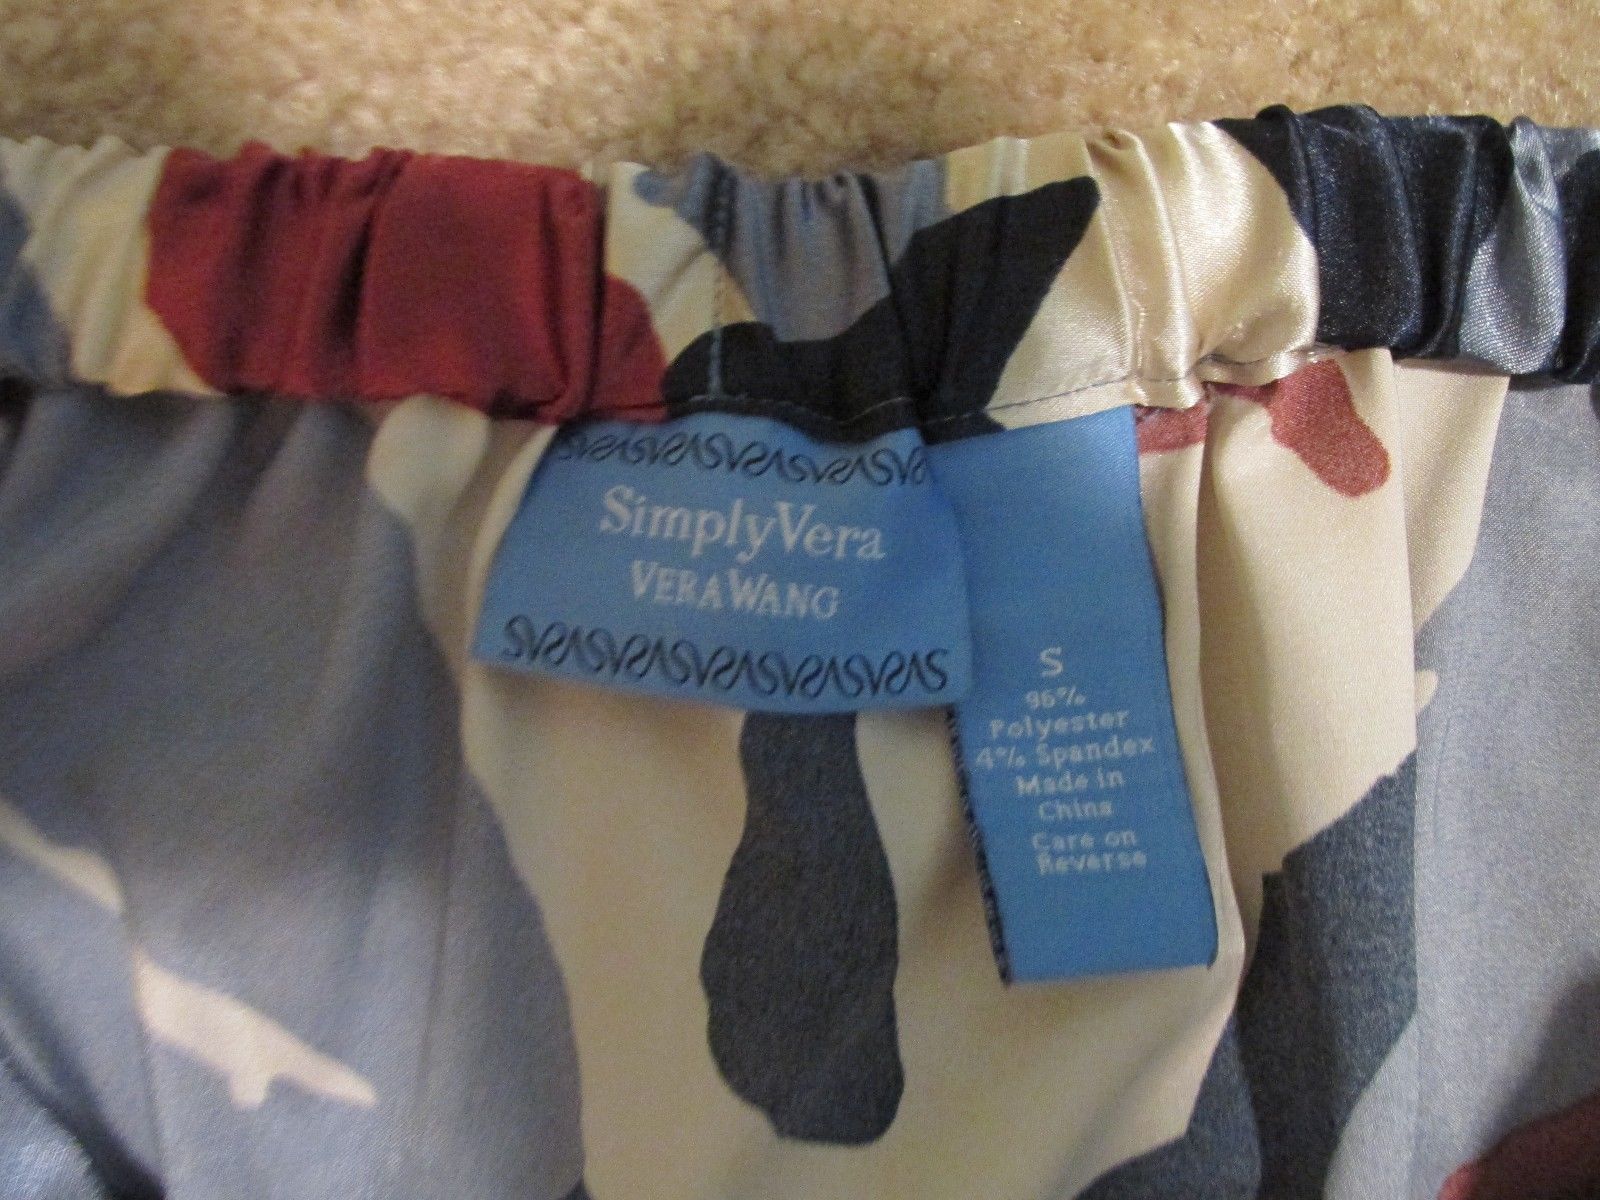 SimplyVera
VERA WANG
S
96%
Polyester
4% Spandex
Made in
China
Care on
Reverse